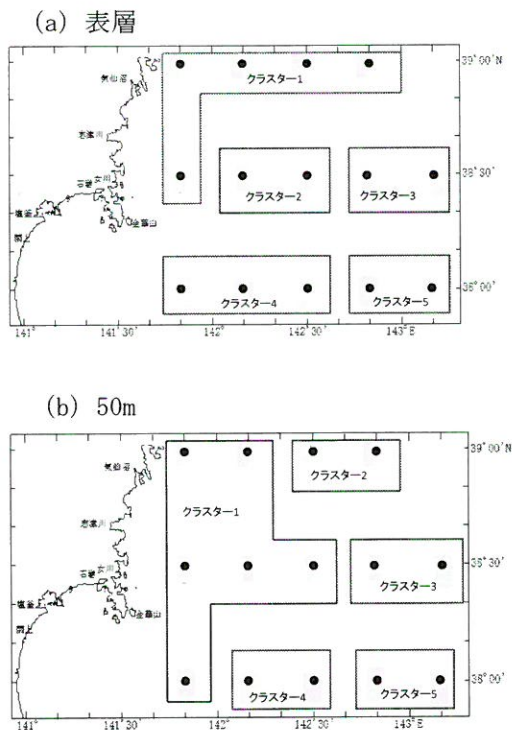 (a) 表層
気仙沼
志津川
石巻
女川
塩釜
閖上
金華山
クラスター1
クラスター2
クラスター3
クラスター4
クラスター5
39°00'N
38°30'
38°00'
141°
141°30'
142°
142°30'
143°E
(b) 50m
気仙沼
志津川
石巻
女川
塩釜
閖上
金華山
クラスター1
クラスター2
クラスター3
クラスター4
クラスター5
39°00'N
38°30'
38°00'
141°
141°30'
142°
142°30'
143°E